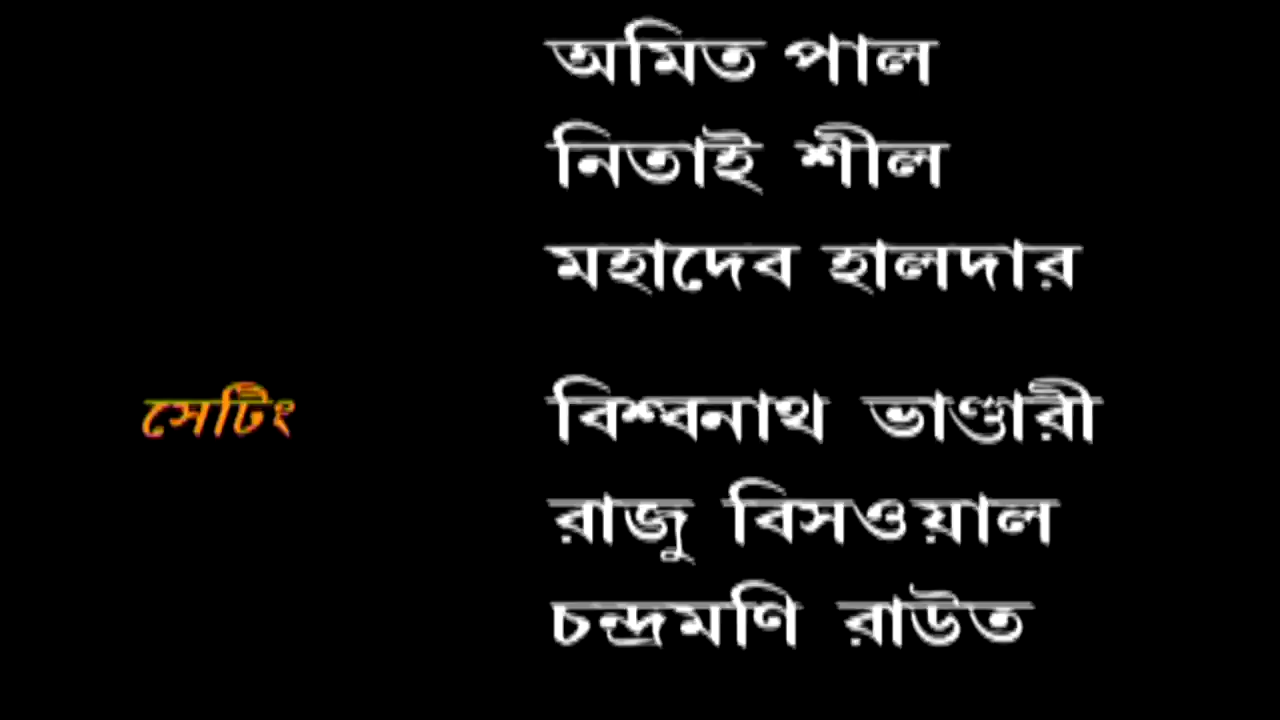 অমিত পাল
নিতাই শীল
মহাদেব হালদার
সেটিং বিশ্বনাথ ভাণ্ডারী
রাজু বিসওয়াল
চন্দ্রমণি রাউত